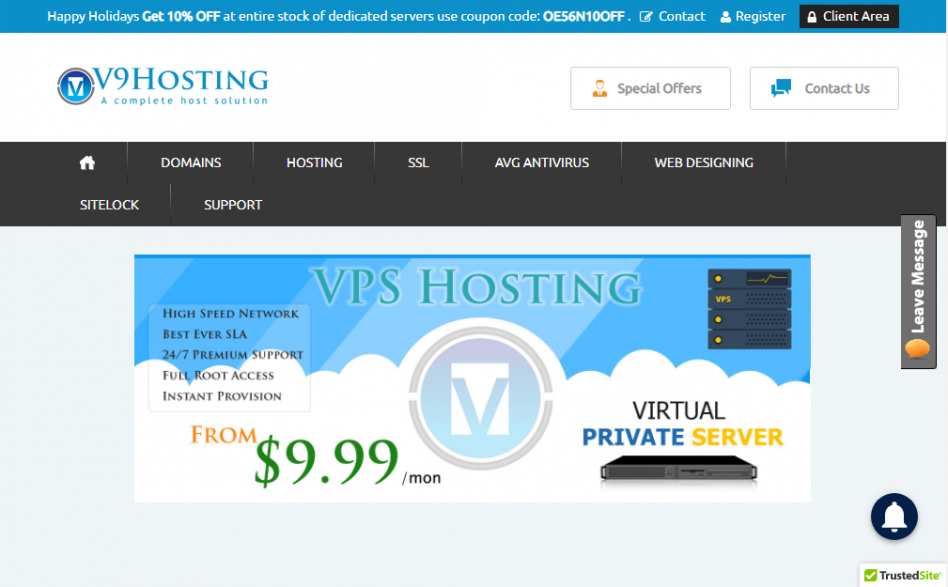 Happy Holidays Get 10% OFF at entire stock of dedicated servers use coupon code: OE56N10OFF . Contact Register Client Area
V9Hosting
A complete host solution
Special Offers
Contact Us
DOMAINS HOSTING SSL AVG ANTIVIRUS WEB DESIGNING
SITELOCK SUPPORT
Leave Message
VPS Hosting
High Speed Network
Best Ever SLA
24/7 Premium Support
Full Root Access
Instant Provision
From
$9.99 /mon
VPS
VIRTUAL
PRIVATE SERVER
TrustedSite